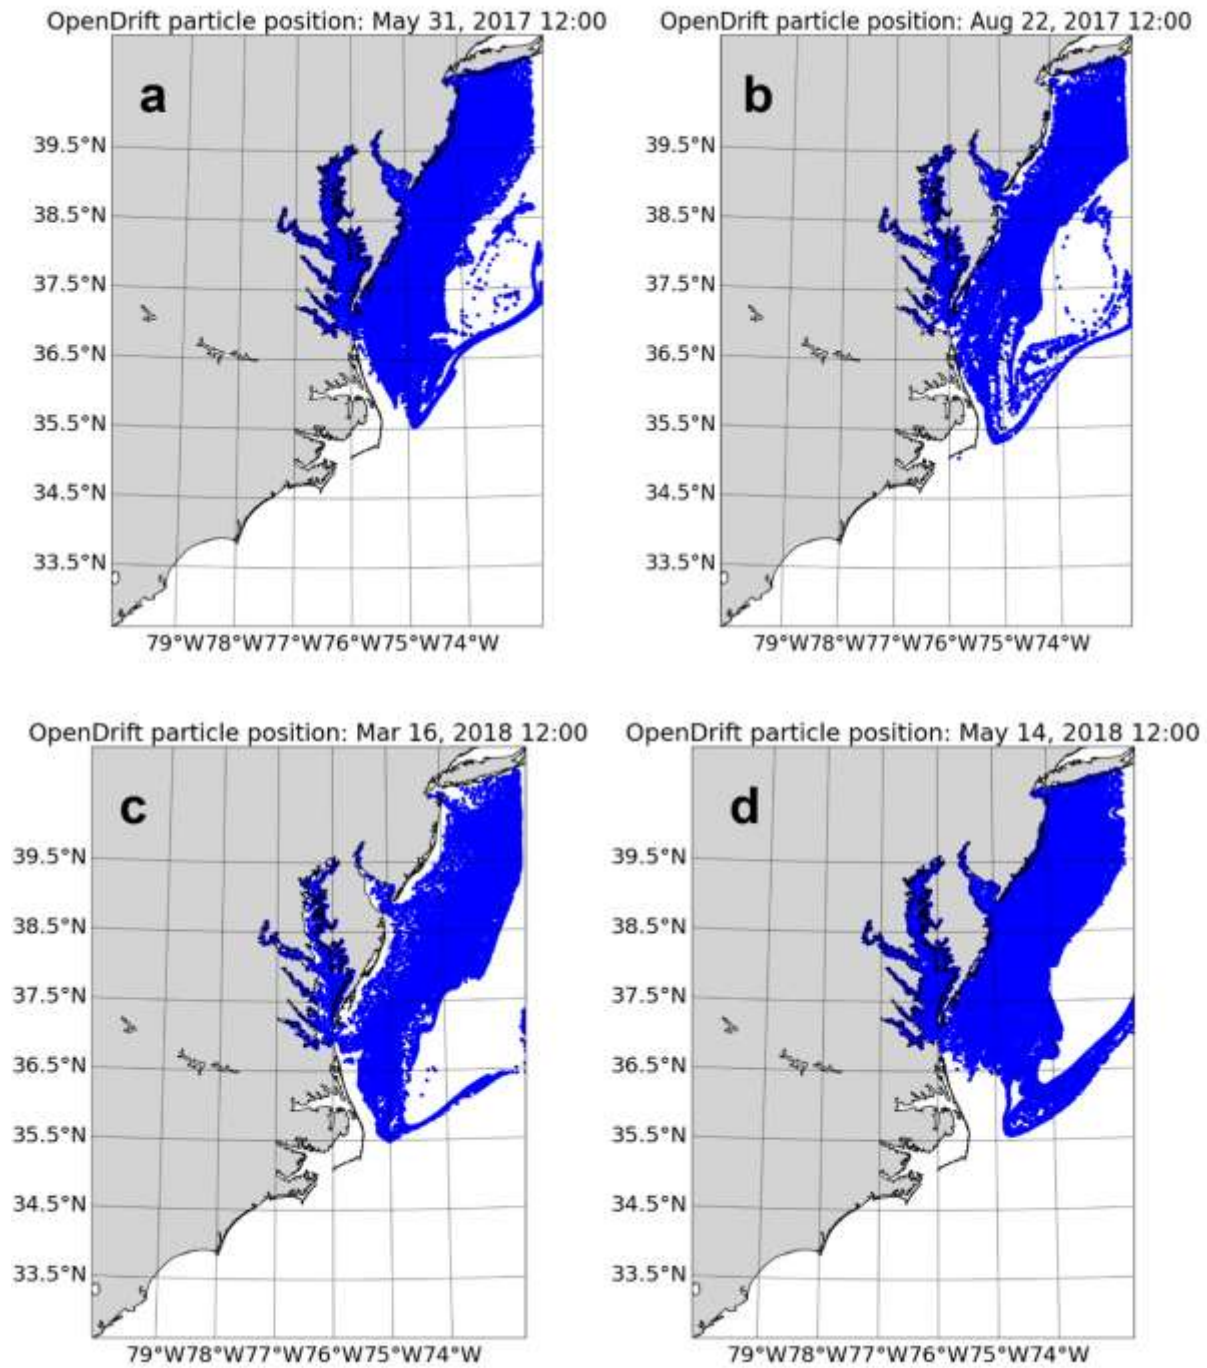 OpenDrift particle position: May 31, 2017 12:00
a
39.5°N
38.5°N
37.5°N
36.5°N
35.5°N
34.5°N
33.5°N
79°W78°W77°W76°W75°W74°W
OpenDrift particle position: Aug 22, 2017 12:00
b
39.5°N
38.5°N
37.5°N
36.5°N
35.5°N
34.5°N
33.5°N
79°W78°W77°W76°W75°W74°W
OpenDrift particle position: Mar 16, 2018 12:00
c
39.5°N
38.5°N
37.5°N
36.5°N
35.5°N
34.5°N
33.5°N
79°W78°W77°W76°W75°W74°W
OpenDrift particle position: May 14, 2018 12:00
d
39.5°N
38.5°N
37.5°N
36.5°N
35.5°N
34.5°N
33.5°N
79°W78°W77°W76°W75°W74°W